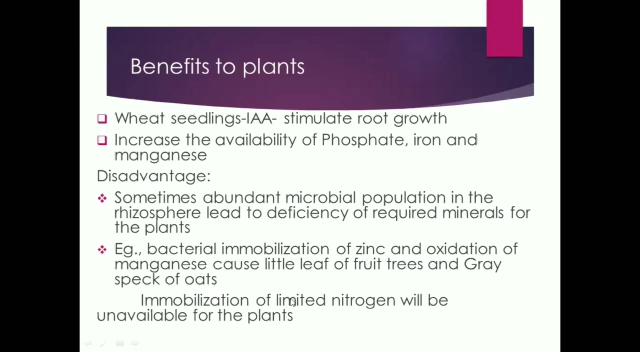 Benefits to plants
Wheat seedlings-IAA- stimulate root growth
Increase the availability of Phosphate, iron and
manganese
Disadvantage:
Sometimes abundant microbial population in the
rhizosphere lead to deficiency of required minerals for
the plants
Eg., bacterial immobilization of zinc and oxidation of
manganese cause little leaf of fruit trees and Gray
speck of oats
Immobilization of limited nitrogen will be
unavailable for the plants